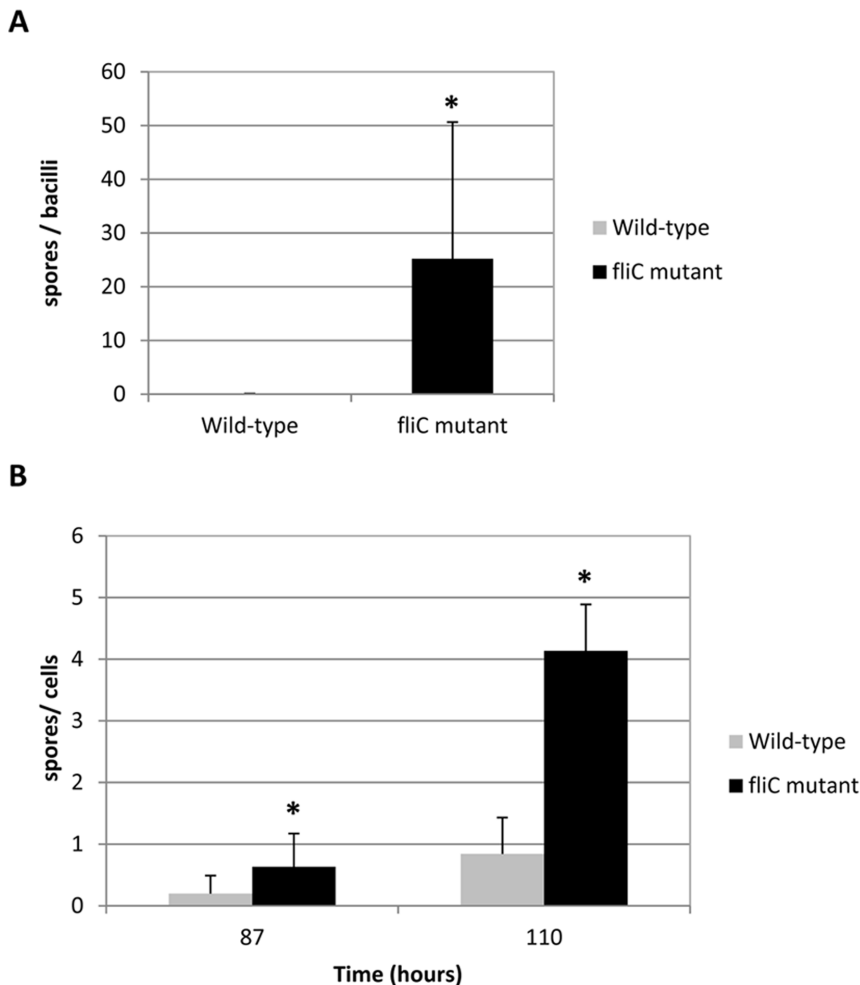 A
60
50
40
30
20
10
0
spores / bacilli
*
Wild-type
fliC mutant
Wild-type
fliC mutant
B
6
5
4
3
2
1
0
spores/ cells
*
*
87
110
Time (hours)
Wild-type
fliC mutant